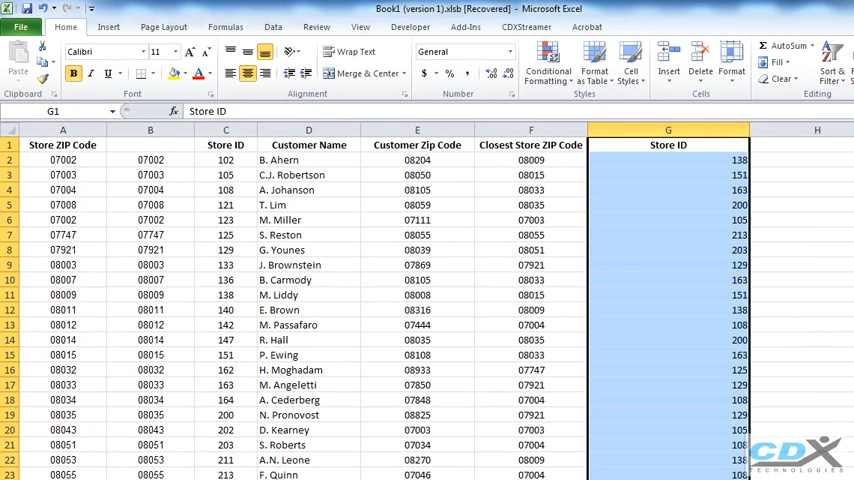 Book1 (version 1).xlsb [Recovered] - Microsoft Excel
File Home Insert Page Layout Formulas Data Review View Developer Add-Ins CDXStreamer Acrobat
Calibri 11 A A Wrap Text General Conditional Format Cell Insert Delete Format Σ AutoSum Sort &
Paste B I U A Merge & Center $ % , Formatting as Table Styles Fill Clear Filter
Clipboard Font Alignment Number Styles Cells Editing
G1 fx Store ID
A B C D E F G H
1 Store ZIP Code Store ID Customer Name Customer Zip Code Closest Store ZIP Code Store ID
2 07002 07002 102 B. Ahern 08204 08009 138
3 07003 07003 105 C.J. Robertson 08050 08015 151
4 07004 07004 108 A. Johanson 08105 08033 163
5 07008 07008 121 T. Lim 08059 08035 200
6 07002 07002 123 M. Miller 07111 07003 105
7 07747 07747 125 S. Reston 08055 08055 213
8 07921 07921 129 G. Younes 08039 08051 203
9 08003 08003 133 J. Brownstein 07869 07921 129
10 08007 08007 136 B. Carmody 08105 08033 163
11 08009 08009 138 M. Liddy 08008 08015 151
12 08011 08011 140 E. Brown 08316 08009 138
13 08012 08012 142 M. Passafaro 07444 07004 108
14 08014 08014 147 R. Hall 08035 08035 200
15 08015 08015 151 P. Ewing 08108 08033 163
16 08032 08032 162 H. Moghadam 08933 07747 125
17 08033 08033 163 M. Angeletti 07850 07921 129
18 08034 08034 164 A. Cederberg 07848 07004 108
19 08035 08035 200 N. Pronovost 08825 07921 129
20 08043 08043 202 D. Kearney 07003 07003 105
21 08051 08051 203 S. Roberts 07034 07004 108
22 08053 08053 211 A.N. Leone 08270 08009 138
23 08055 08055 213 F. Quinn 07046 07004 108
CDX
TECHNOLOGIES